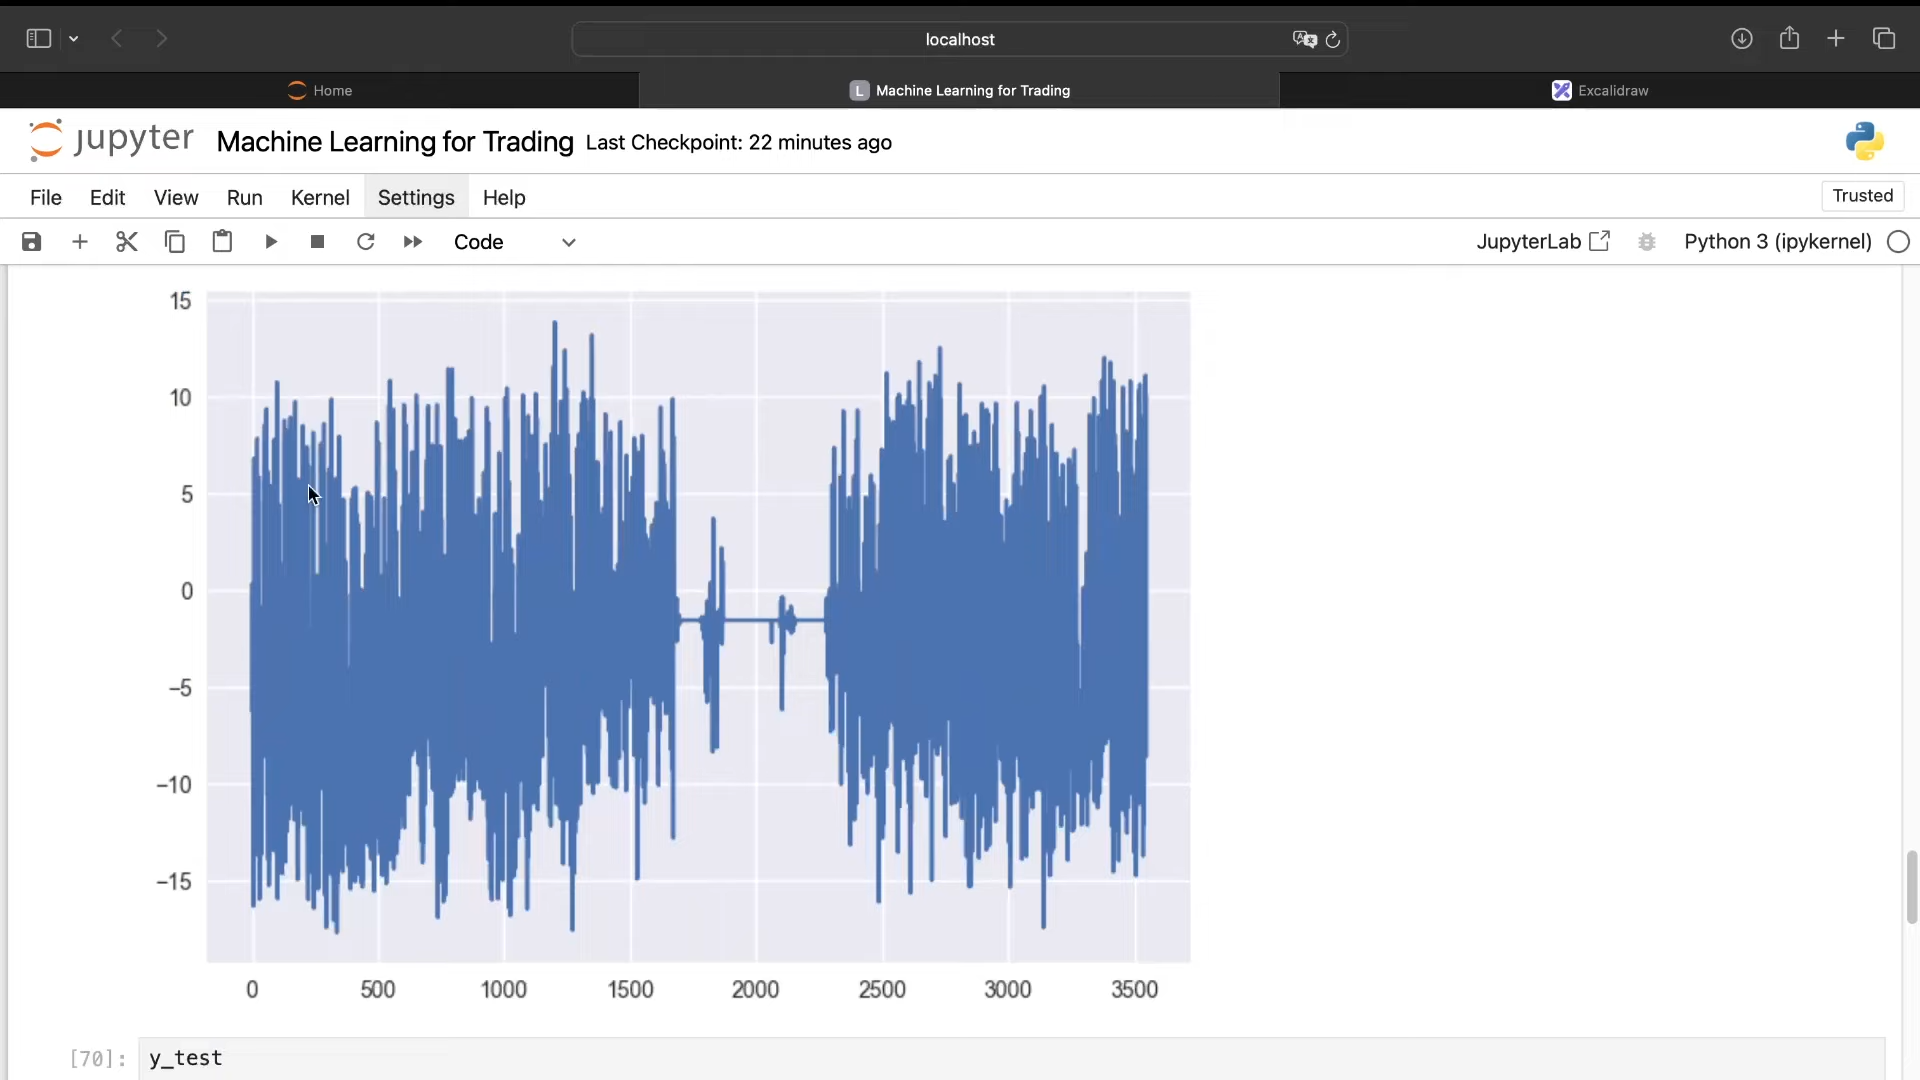 localhost
Home
L Machine Learning for Trading
Excalidraw
jupyter Machine Learning for Trading Last Checkpoint: 22 minutes ago
File Edit View Run Kernel Settings Help
Trusted
Code
JupyterLab
Python 3 (ipykernel)
15
10
5
0
−5
−10
−15
0 500 1000 1500 2000 2500 3000 3500
[70]: y_test